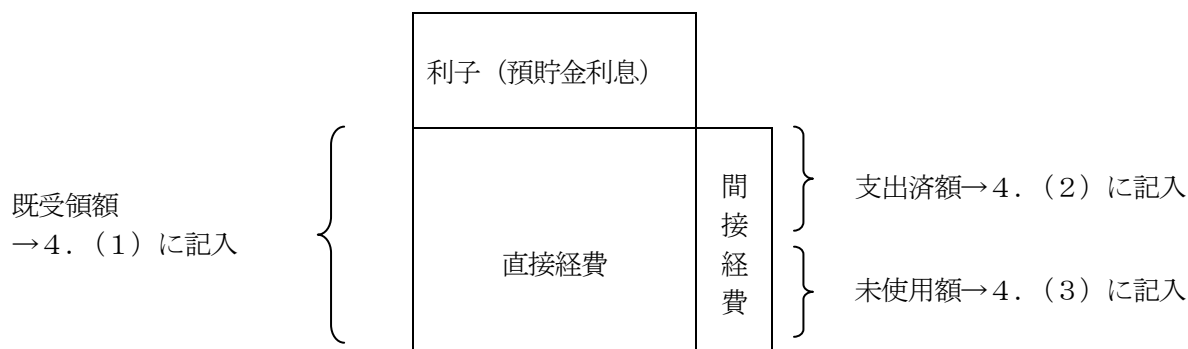 利子（預貯金利息）
既受領額
→４．（１）に記入
直接経費
間接経費
支出済額→４．（２）に記入
未使用額→４．（３）に記入